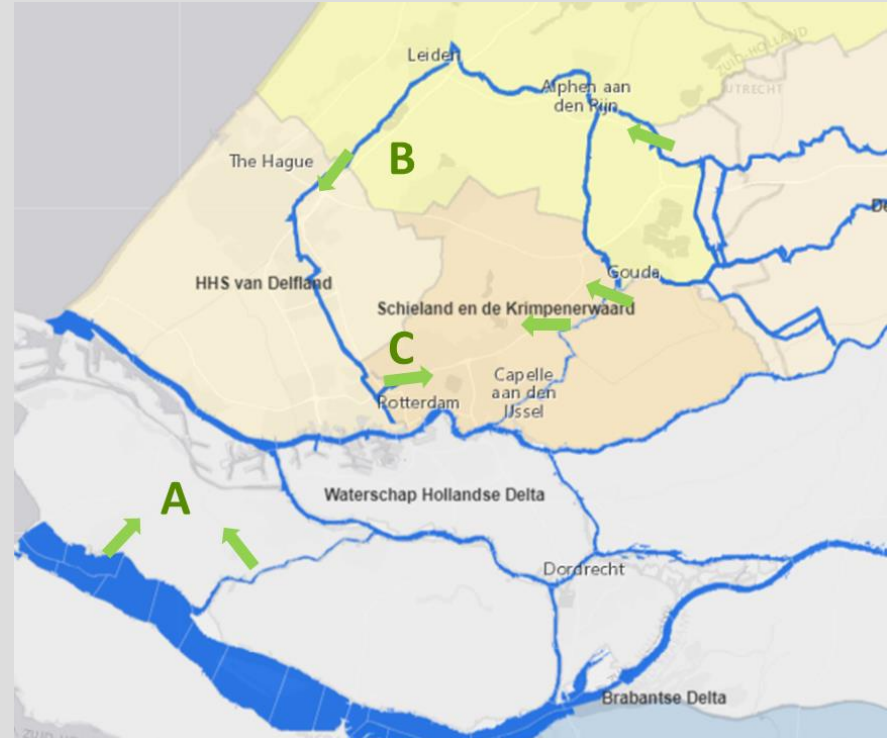 Leiden
ZUID-HOLLAND
UTRECHT
Alphen aan
den Rijn
The Hague
B
HHS van Delfland
Gouda
Schieland en de Krimpenerwaard
C
Capelle
aan den
IJssel
Rotterdam
A
Waterschap Hollandse Delta
Dordrecht
Brabantse Delta